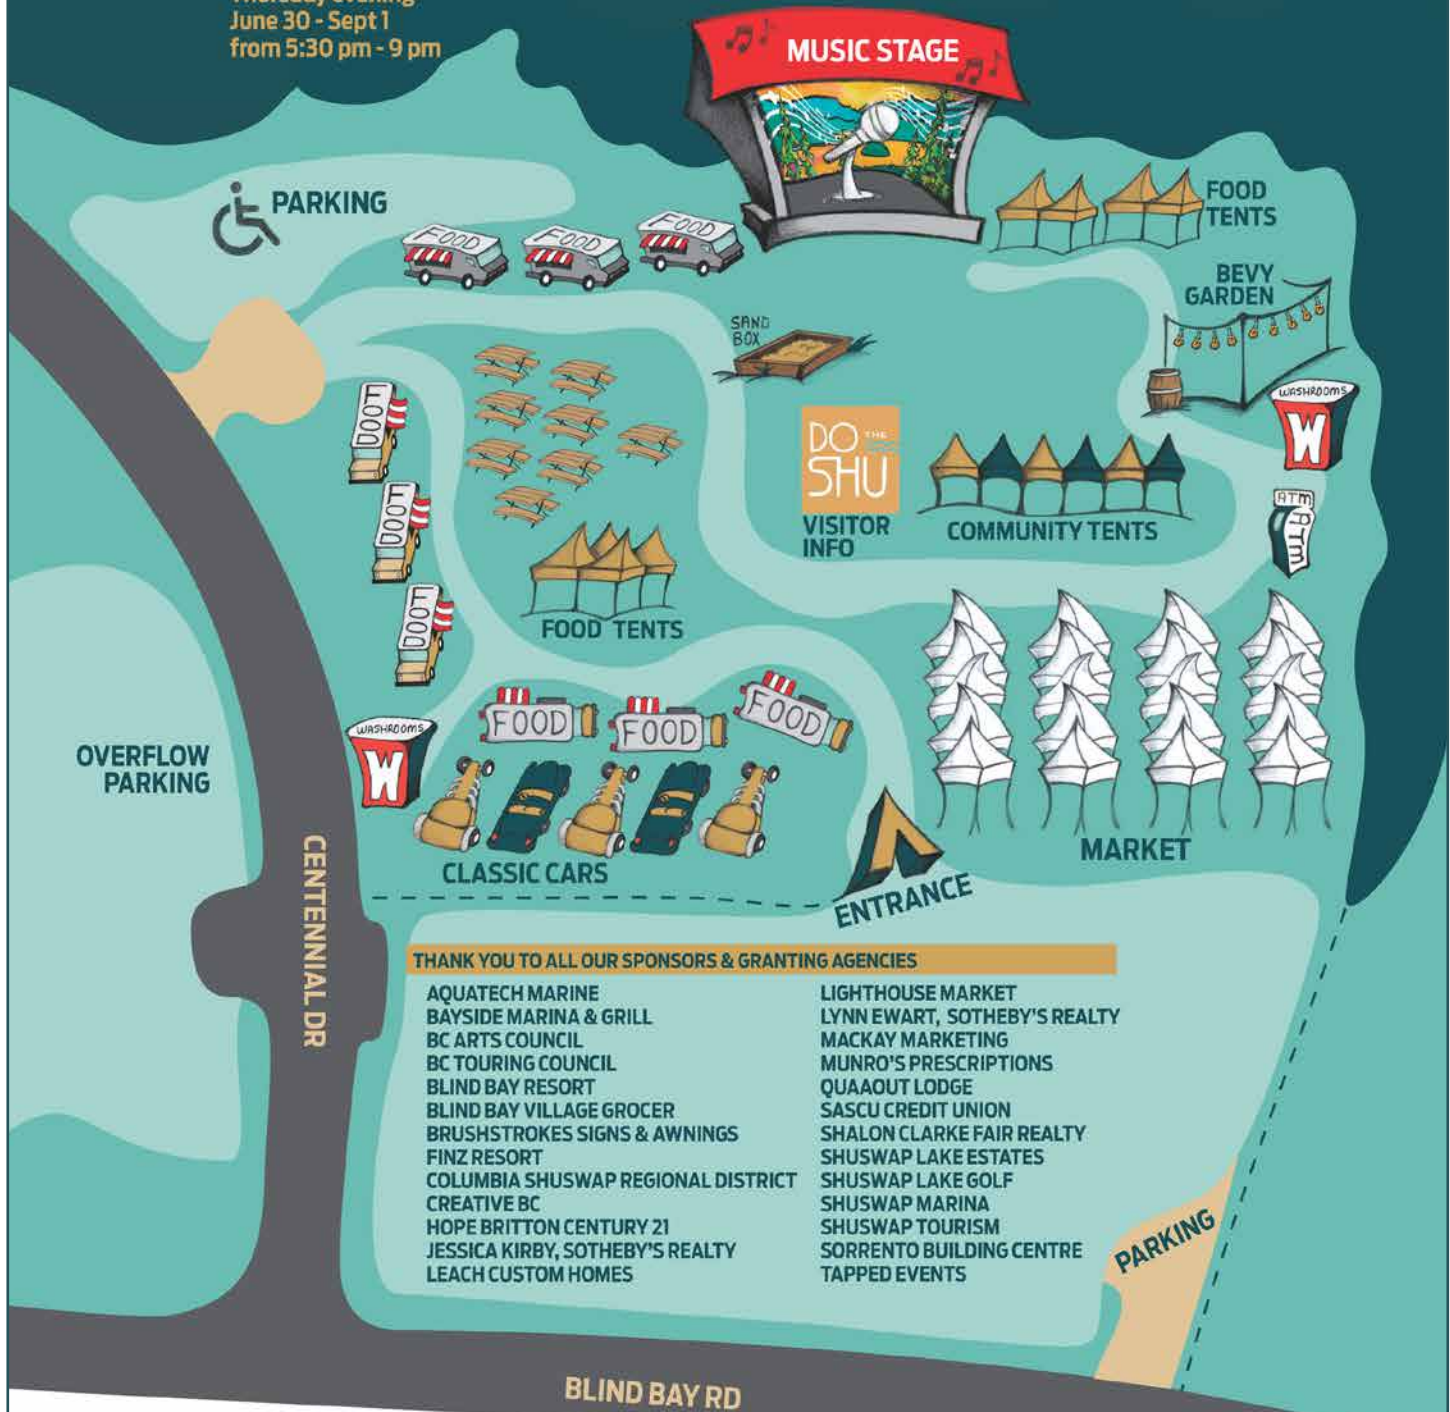 Thursday evening
June 30 - Sept 1
from 5:30 pm - 9 pm
MUSIC STAGE
PARKING
FOOD
FOOD
FOOD
FOOD
TENTS
BEVY
GARDEN
SAND
BOX
WASHROOMS
W
FOOD
FOOD
FOOD
DO THE
SHU
VISITOR
INFO
COMMUNITY TENTS
ATM
ATM
FOOD TENTS
FOOD
FOOD
FOOD
WASHROOMS
W
OVERFLOW
PARKING
CLASSIC CARS
MARKET
ENTRANCE
CENTENNIAL DR
THANK YOU TO ALL OUR SPONSORS & GRANTING AGENCIES
AQUATECH MARINE
BAYSIDE MARINA & GRILL
BC ARTS COUNCIL
BC TOURING COUNCIL
BLIND BAY RESORT
BLIND BAY VILLAGE GROCER
BRUSHSTROKES SIGNS & AWNINGS
FINZ RESORT
COLUMBIA SHUSWAP REGIONAL DISTRICT
CREATIVE BC
HOPE BRITTON CENTURY 21
JESSICA KIRBY, SOTHEBY'S REALTY
LEACH CUSTOM HOMES
LIGHTHOUSE MARKET
LYNN EWART, SOTHEBY'S REALTY
MACKAY MARKETING
MUNRO'S PRESCRIPTIONS
QUAAOUT LODGE
SASCU CREDIT UNION
SHALON CLARKE FAIR REALTY
SHUSWAP LAKE ESTATES
SHUSWAP LAKE GOLF
SHUSWAP MARINA
SHUSWAP TOURISM
SORRENTO BUILDING CENTRE
TAPPED EVENTS
PARKING
BLIND BAY RD